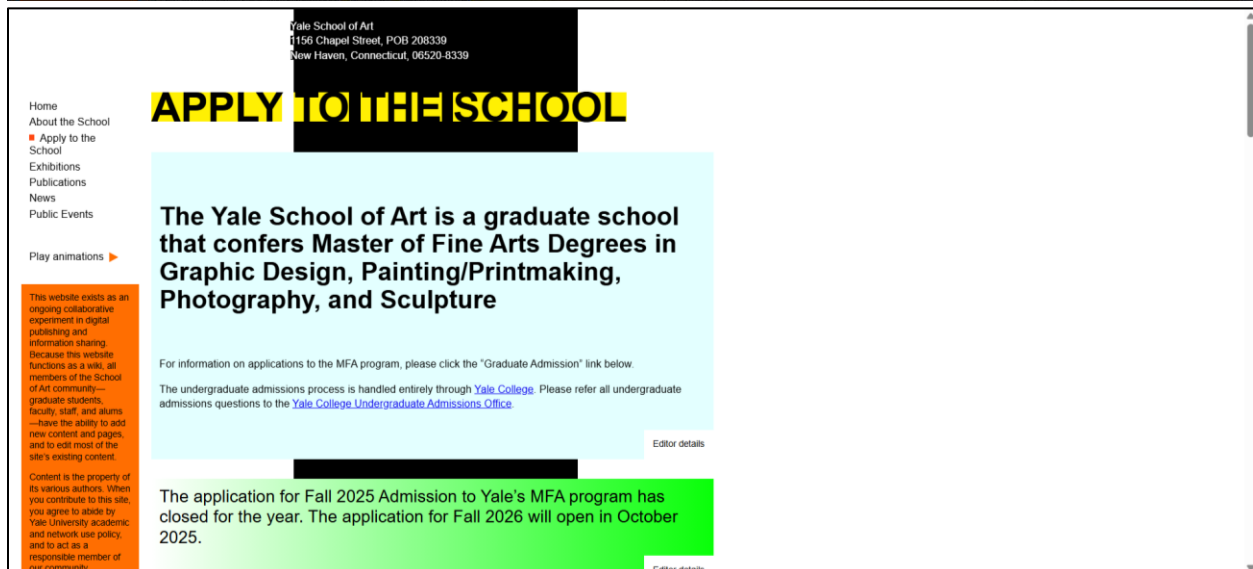 Yale School of Art
1156 Chapel Street, POB 208339
New Haven, Connecticut, 06520-8339
APPLY TO THE SCHOOL
Home
About the School
Apply to the
School
Exhibitions
Publications
News
Public Events
Play animations
This website exists as an
ongoing collaborative
experiment in digital
publishing and
information sharing.
Because this website
functions as a wiki, all
members of the School
of Art community—
graduate students,
faculty, staff, and alums
—have the ability to add
new content and pages,
and to edit most of the
site's existing content.
Content is the property of
its various authors. When
you contribute to this site,
you agree to abide by
Yale University academic
and network use policy,
and to act as a
responsible member of
our community.
The Yale School of Art is a graduate school
that confers Master of Fine Arts Degrees in
Graphic Design, Painting/Printmaking,
Photography, and Sculpture
For information on applications to the MFA program, please click the "Graduate Admission" link below.
The undergraduate admissions process is handled entirely through Yale College. Please refer all undergraduate
admissions questions to the Yale College Undergraduate Admissions Office.
Editor details
The application for Fall 2025 Admission to Yale's MFA program has
closed for the year. The application for Fall 2026 will open in October
2025.
Editor details